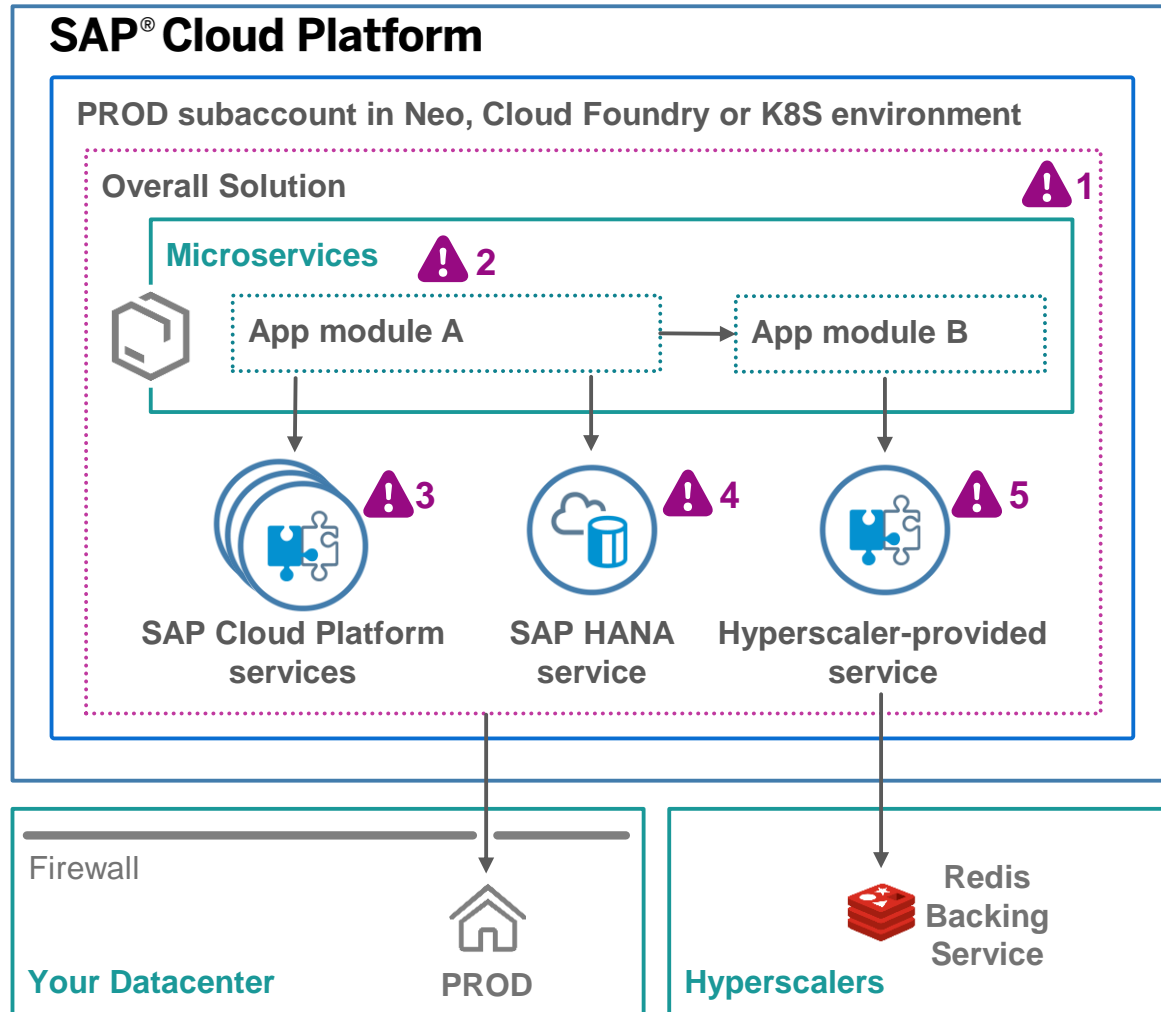 SAP® Cloud Platform
PROD subaccount in Neo, Cloud Foundry or K8S environment
Overall Solution
1
Microservices
2
App module A
App module B
3
4
5
SAP Cloud Platform
services
SAP HANA
service
Hyperscaler-provided
service
Firewall
Your Datacenter
PROD
Redis
Backing
Service
Hyperscalers